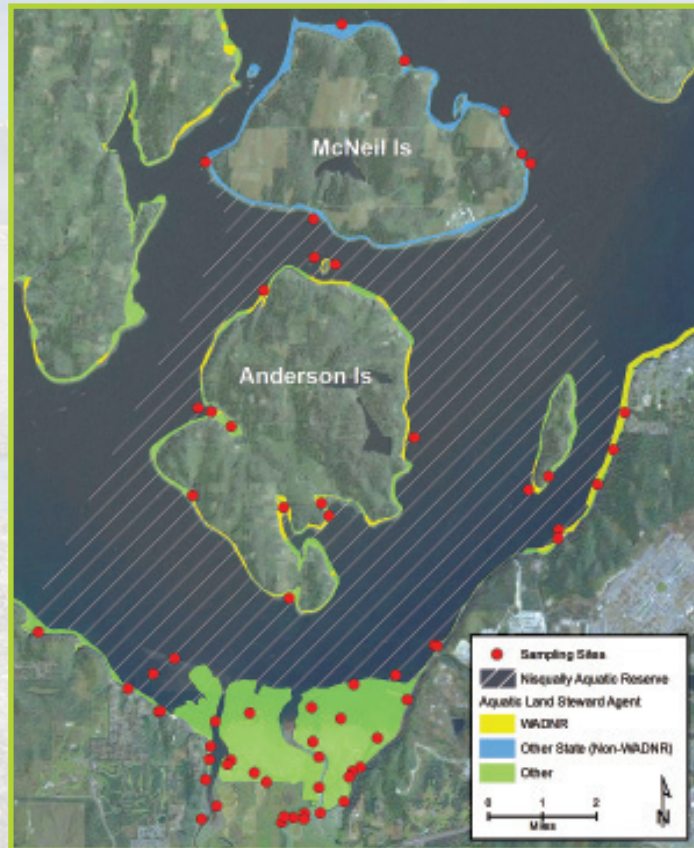 McNeil Is
Anderson Is
Sampling Sites
Nisqually Aquatic Reserve
Aquatic Land Steward Agent
WADNR
Other State (Non-WADNR)
Other
0 1 2
Miles
N